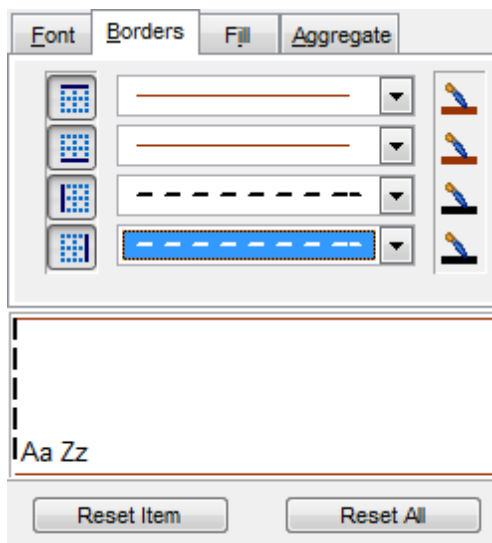 Font Borders Fill Aggregate
Aa Zz
Reset Item Reset All